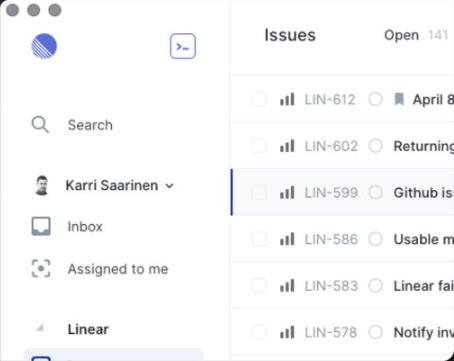 Issues
Open 141
Search
Karri Saarinen
Inbox
Assigned to me
Linear
LIN-612 April 8
LIN-602 Returning
LIN-599 Github is
LIN-586 Usable m
LIN-583 Linear fai
LIN-578 Notify inv